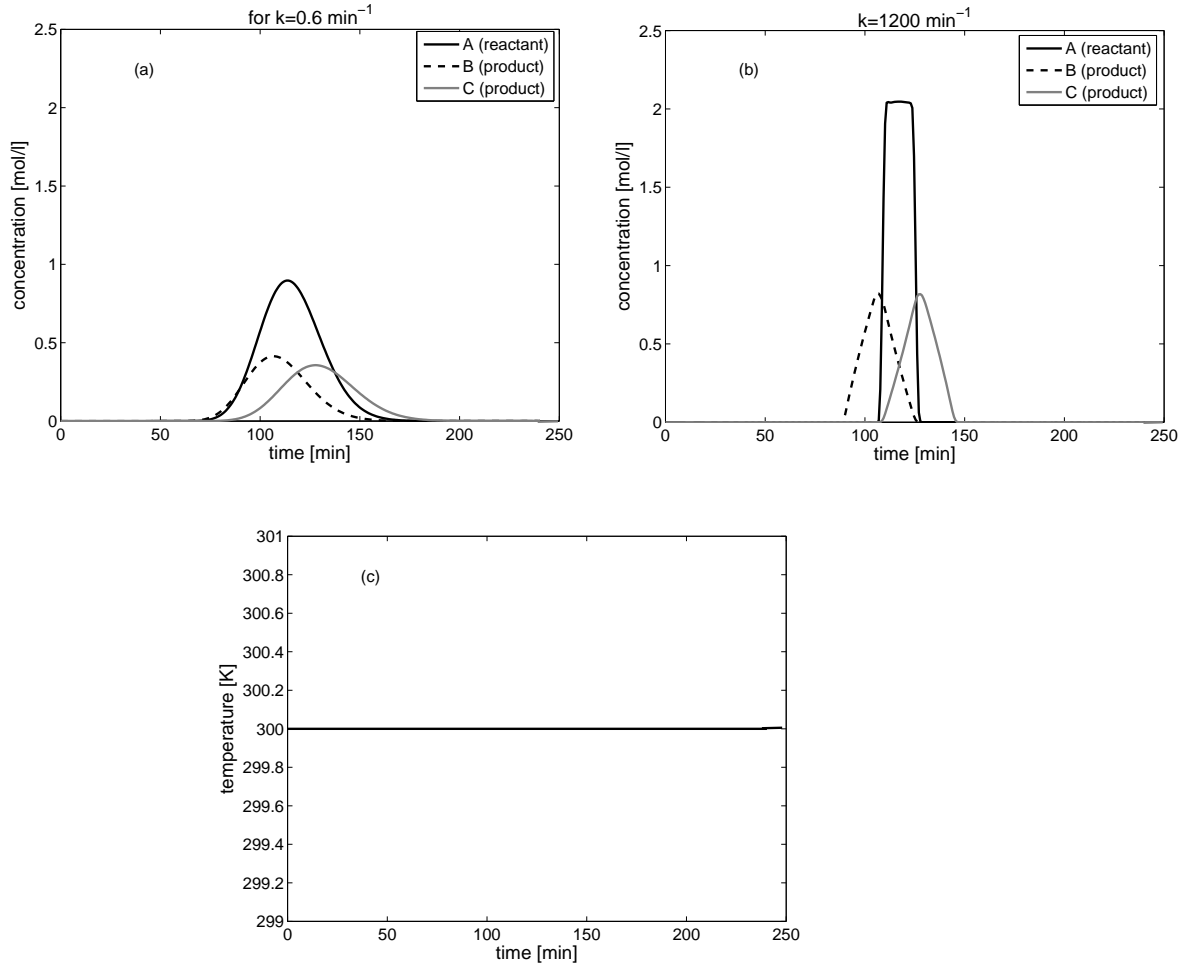 for k=0.6 min⁻¹
2.5
2
1.5
1
0.5
0
0
50
100
150
200
250
concentration [mol/l]
time [min]
(a)
A (reactant)
B (product)
C (product)
k=1200 min⁻¹
2.5
2
1.5
1
0.5
0
0
50
100
150
200
250
concentration [mol/l]
time [min]
(b)
A (reactant)
B (product)
C (product)
301
300.8
300.6
300.4
300.2
300
299.8
299.6
299.4
299.2
299
0
50
100
150
200
250
temperature [K]
time [min]
(c)